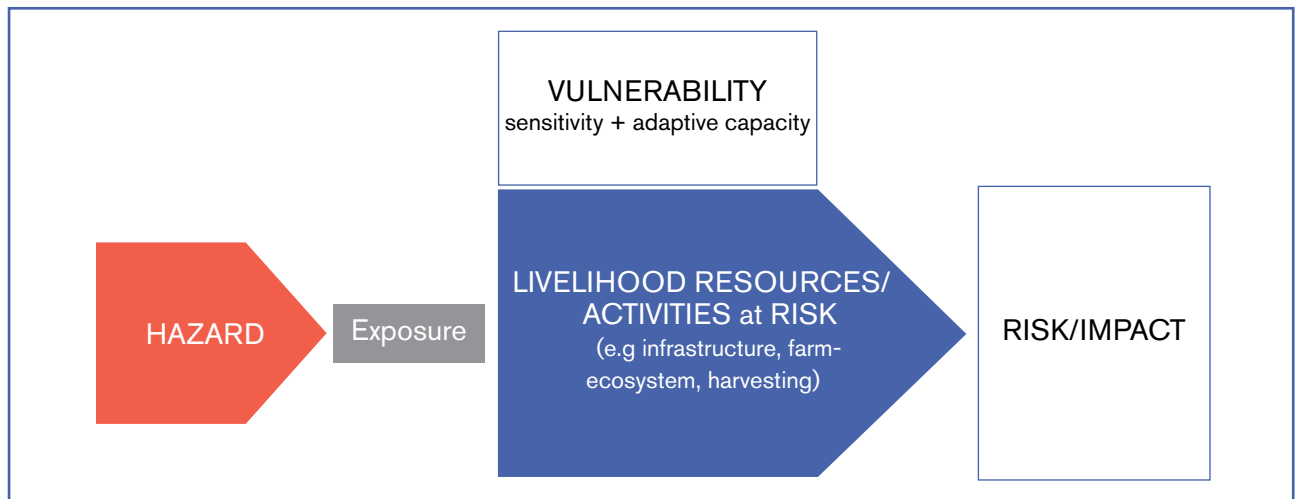 VULNERABILITY
sensitivity + adaptive capacity
HAZARD
Exposure
LIVELIHOOD RESOURCES/
ACTIVITIES at RISK
(e.g infrastructure, farm-
ecosystem, harvesting)
RISK/IMPACT